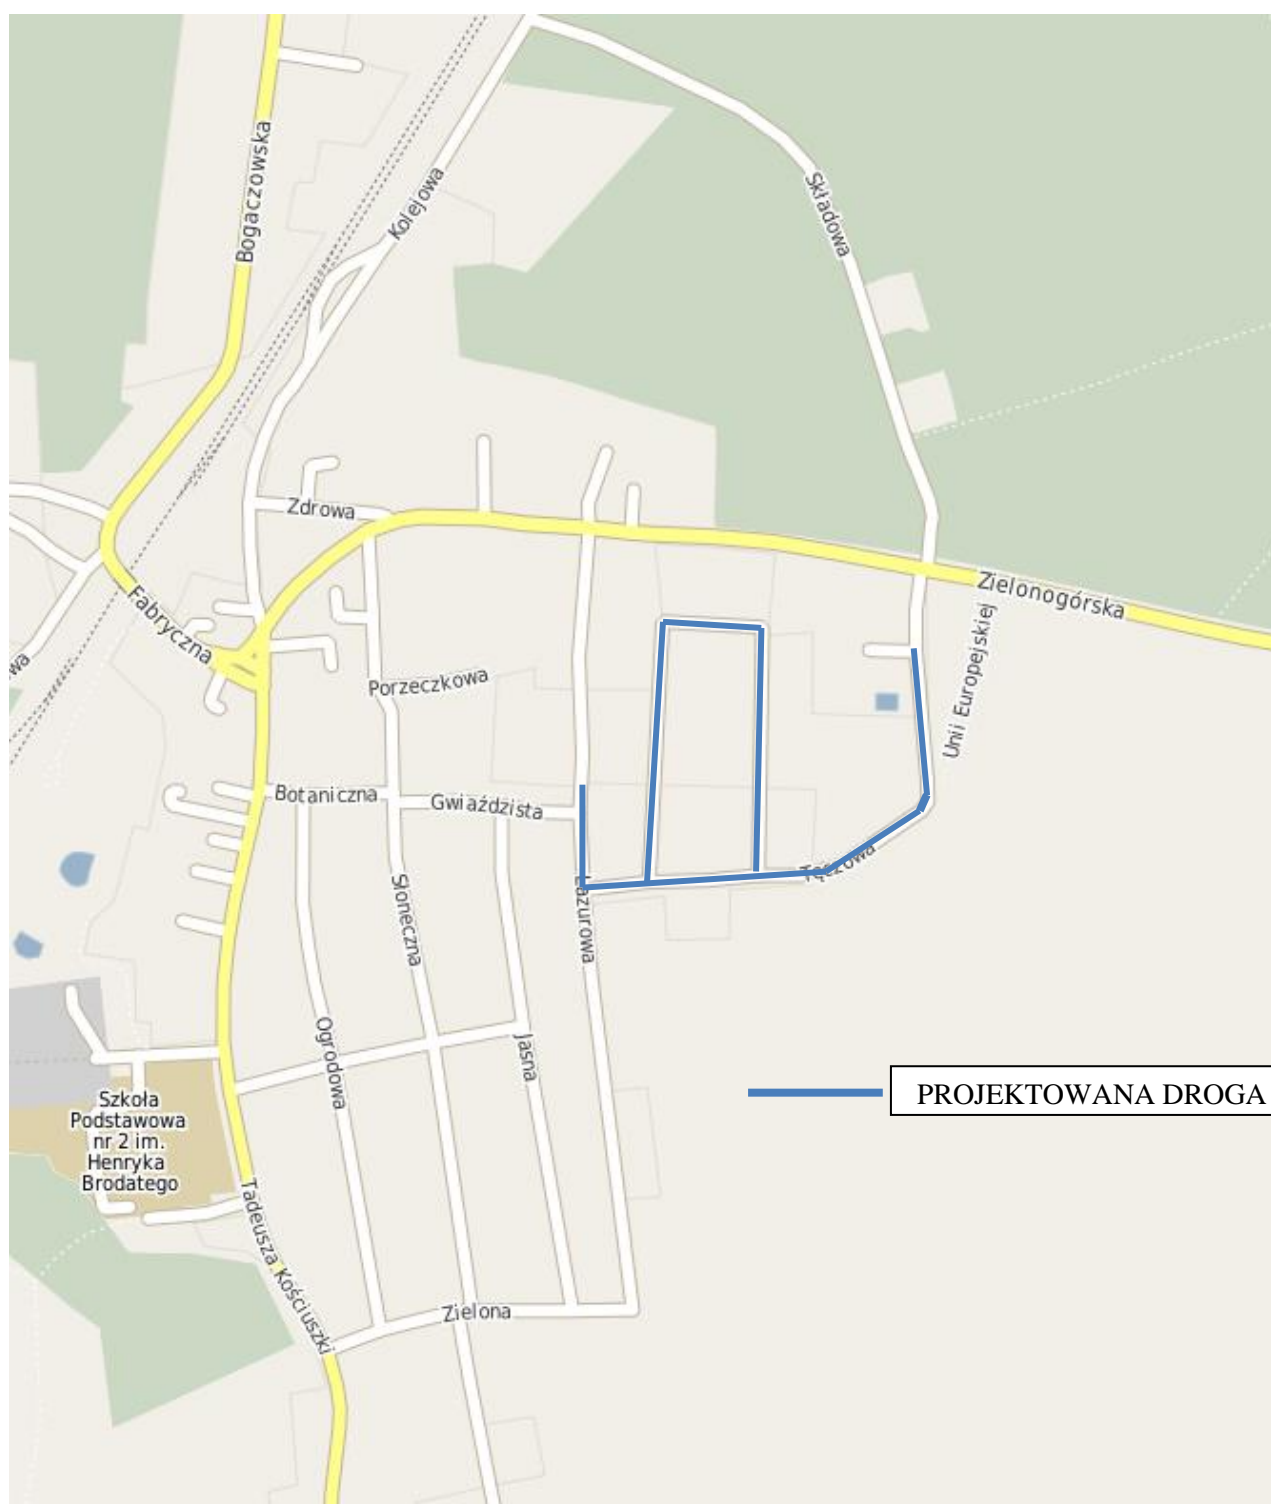 Bogaczowska
Kolejowa
Składowa
Zdrowa
Fabryczna
Zielonogórska
Unii Europejskiej
wa
Porzeczkowa
Botaniczna
Gwiaździsta
Tęczowa
Słoneczna
Lazurowa
Ogrodowa
Jasna
PROJEKTOWANA DROGA
Szkoła
Podstawowa
nr 2 im.
Henryka
Brodatego
Tadeusza Kościuszki
Zielona